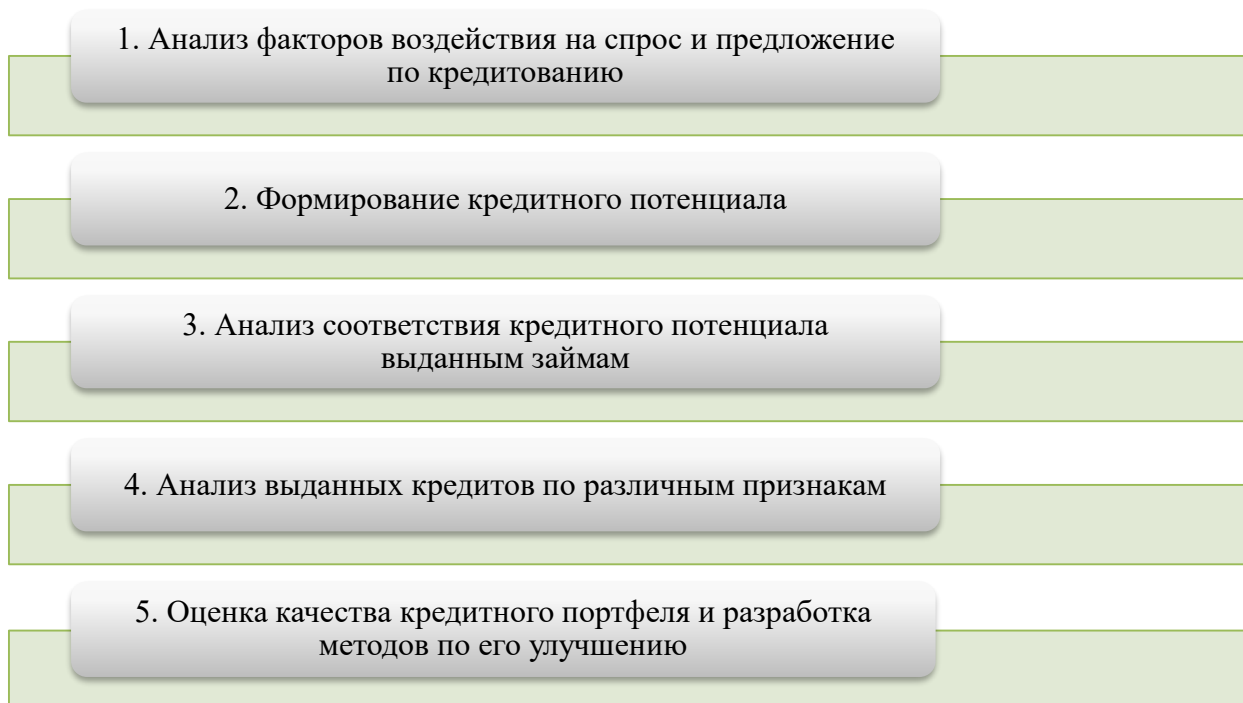 1. Анализ факторов воздействия на спрос и предложение
по кредитованию
2. Формирование кредитного потенциала
3. Анализ соответствия кредитного потенциала
выданным займам
4. Анализ выданных кредитов по различным признакам
5. Оценка качества кредитного портфеля и разработка
методов по его улучшению